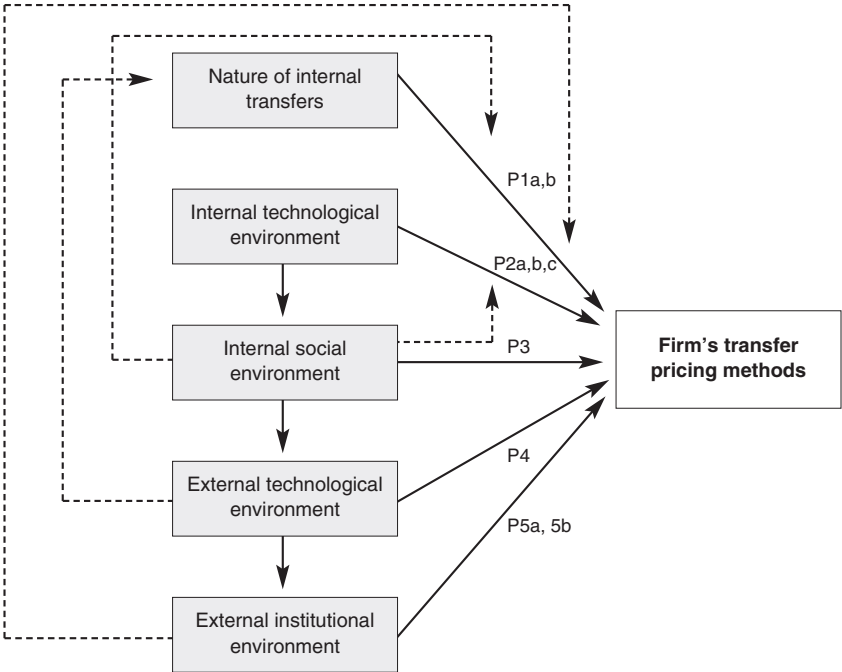 Nature of internal
transfers
P1a,b
Internal technological
environment
P2a,b,c
Internal social
environment
P3
Firm's transfer
pricing methods
External technological
environment
P4
P5a, 5b
External institutional
environment